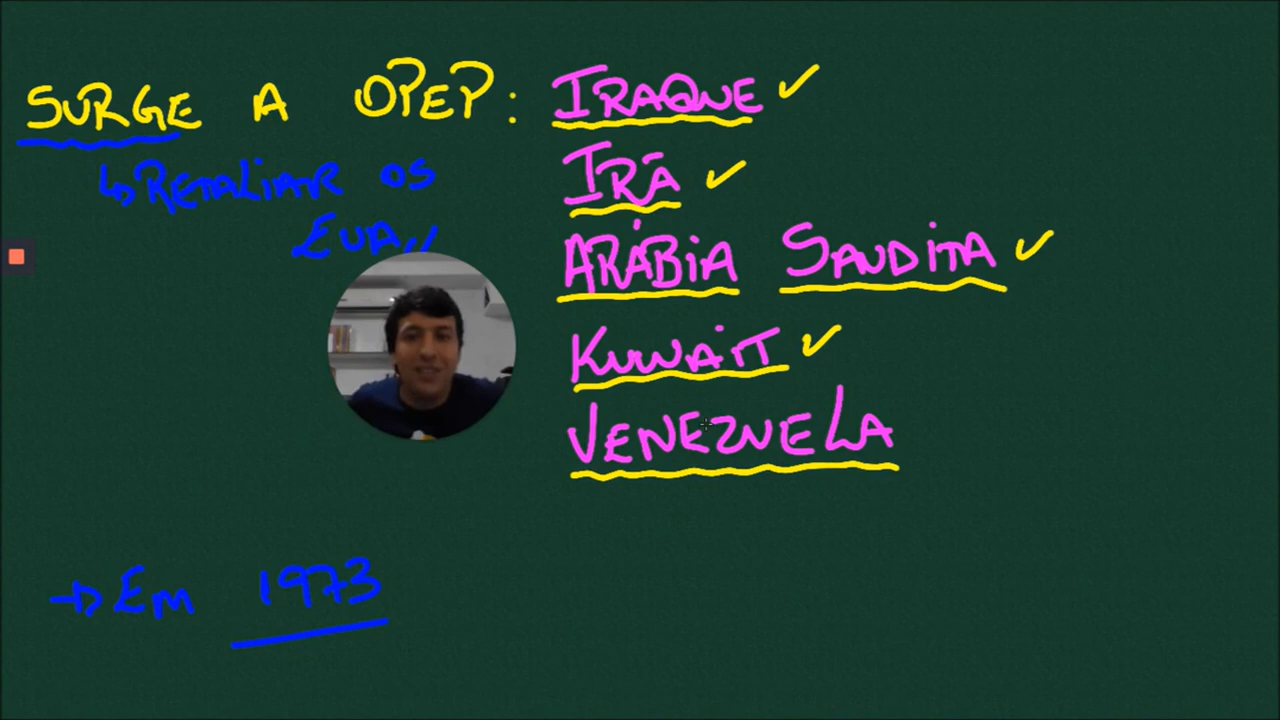 SURGE A OPEP: IRAQUE ✓
↳ RETALIAR OS
EUA,,
IRÃ ✓
ARÁBIA SAUDITA ✓
KUWAIT ✓
VENEZUELA
→ EM 1973